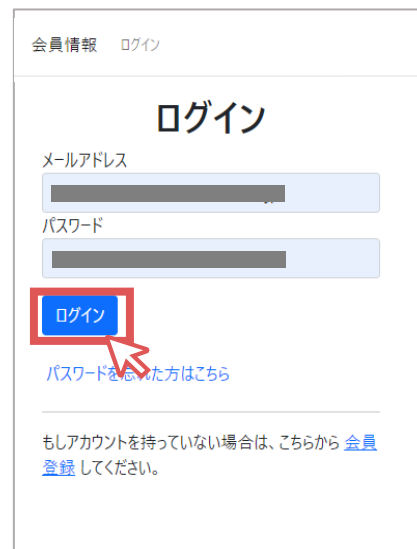 会員情報 ログイン
ログイン
メールアドレス
パスワード
ログイン
パスワードを忘れた方はこちら
もしアカウントを持っていない場合は、こちらから 会員
登録 してください。